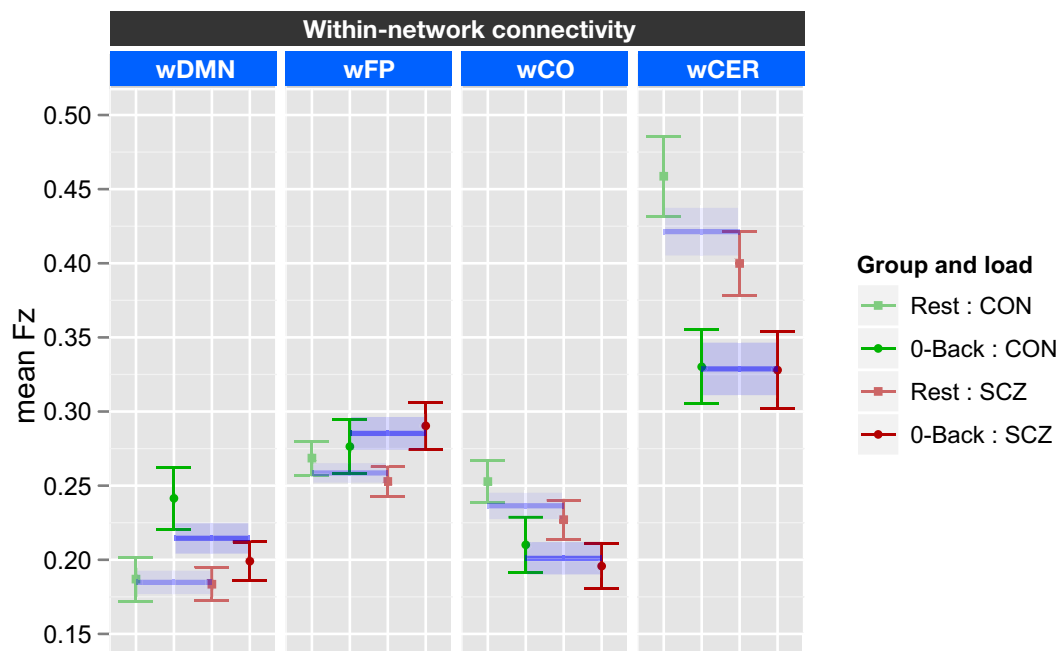 Within-network connectivity
wDMN wFP wCO wCER
mean Fz
0.50
0.45
0.40
0.35
0.30
0.25
0.20
0.15
Group and load
Rest : CON
0-Back : CON
Rest : SCZ
0-Back : SCZ